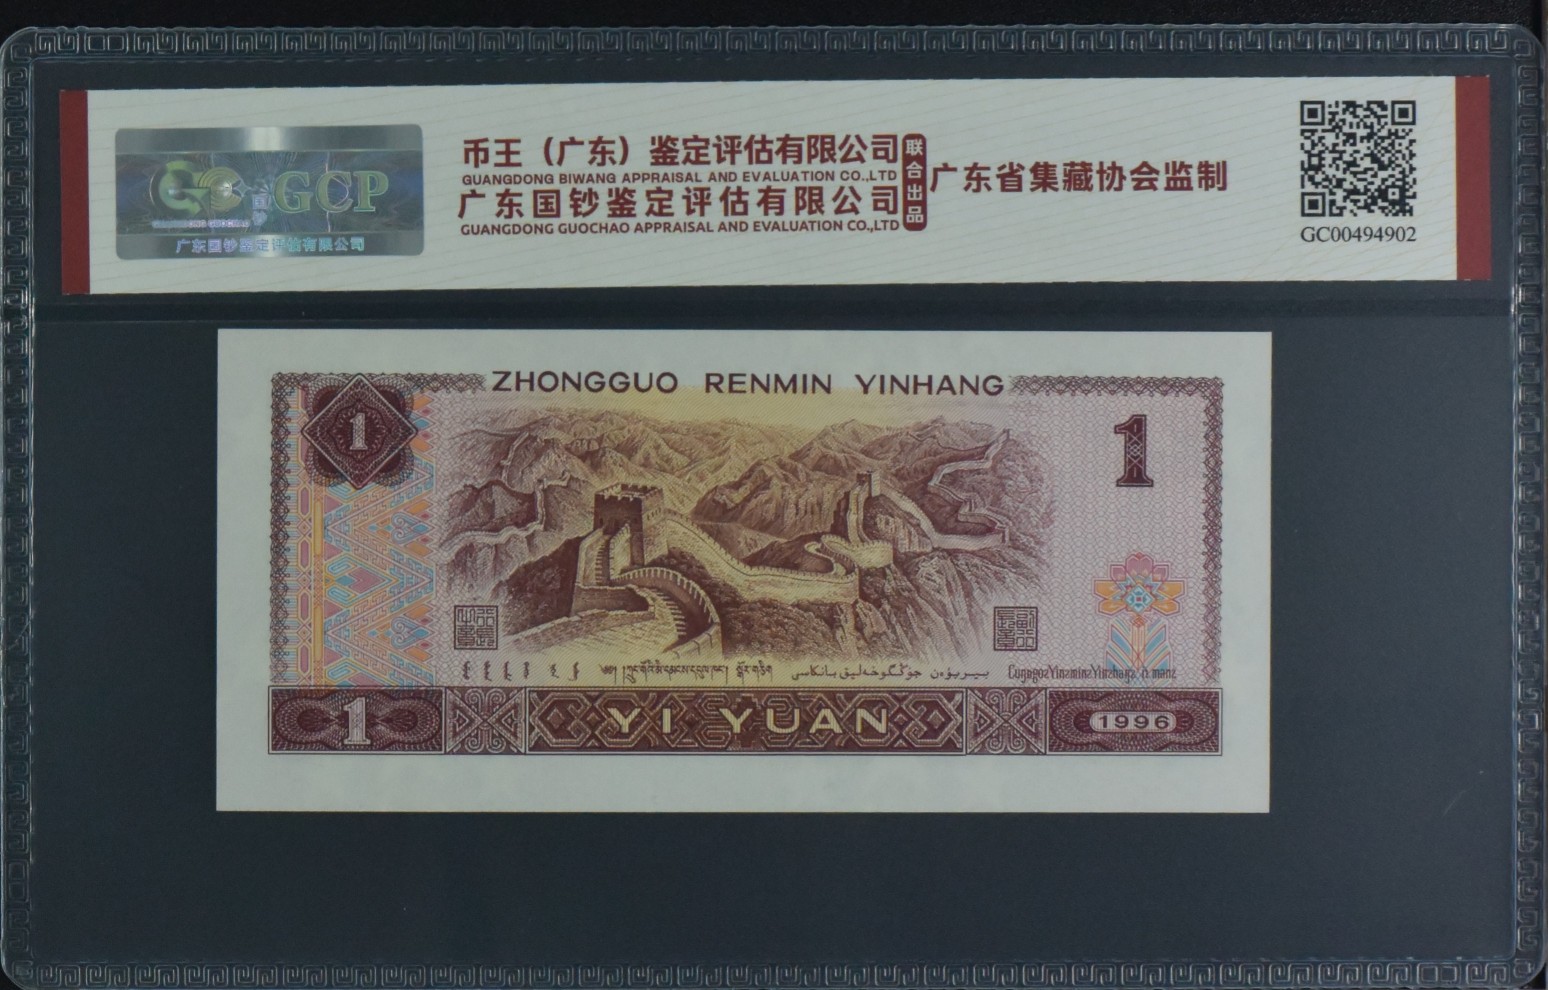 GCP
国钞
广东国钞鉴定评估有限公司
币王（广东）鉴定评估有限公司
GUANGDONG BIWANG APPRAISAL AND EVALUATION CO.,LTD
广东国钞鉴定评估有限公司
GUANGDONG GUOCHAO APPRAISAL AND EVALUATION CO.,LTD
联合出品
广东省集藏协会监制
GC00494902
ZHONGGUO RENMIN YINHANG
1
1
YI YUAN
1
1996